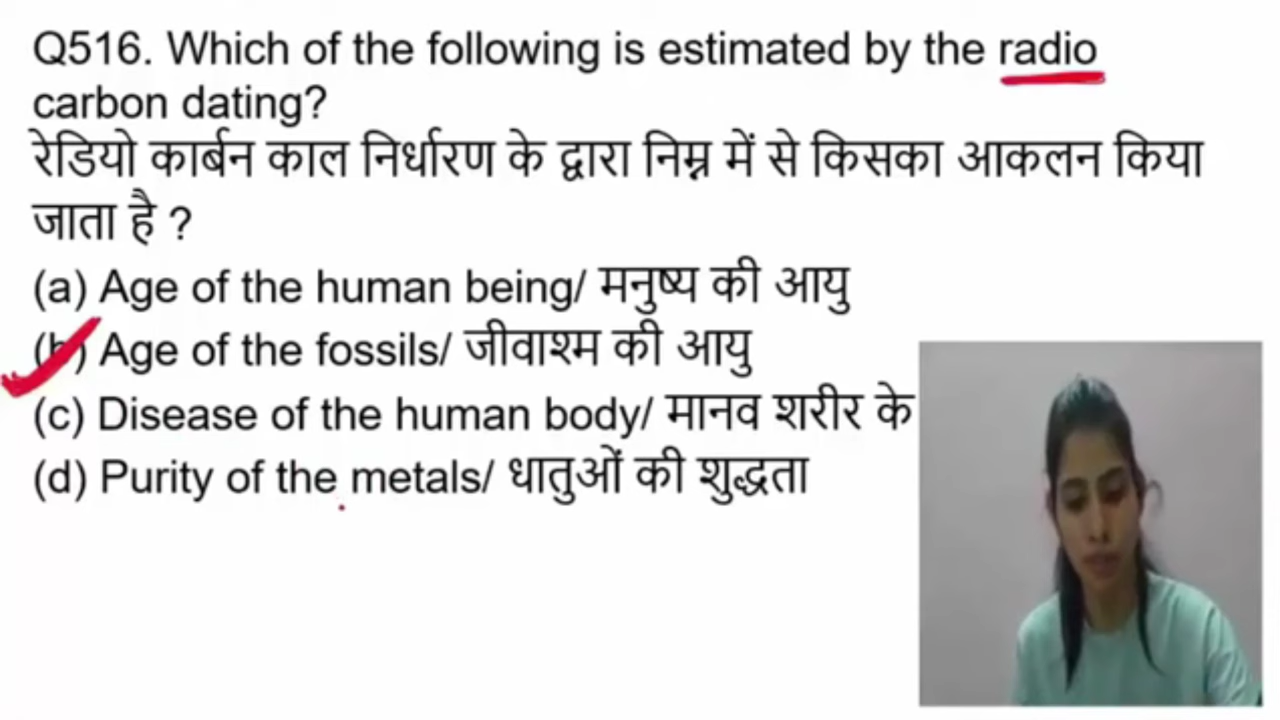 Q516. Which of the following is estimated by the radio
carbon dating?
रेडियो कार्बन काल निर्धारण के द्वारा निम्न में से किसका आकलन किया
जाता है ?
(a) Age of the human being/ मनुष्य की आयु
(b) Age of the fossils/ जीवाश्म की आयु
(c) Disease of the human body/ मानव शरीर के
(d) Purity of the metals/ धातुओं की शुद्धता